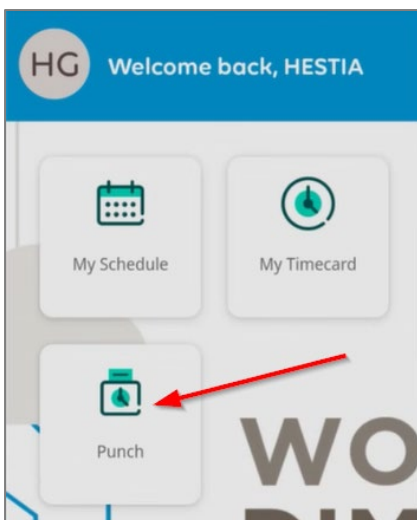 HG
Welcome back, HESTIA
My Schedule
My Timecard
Punch
WO